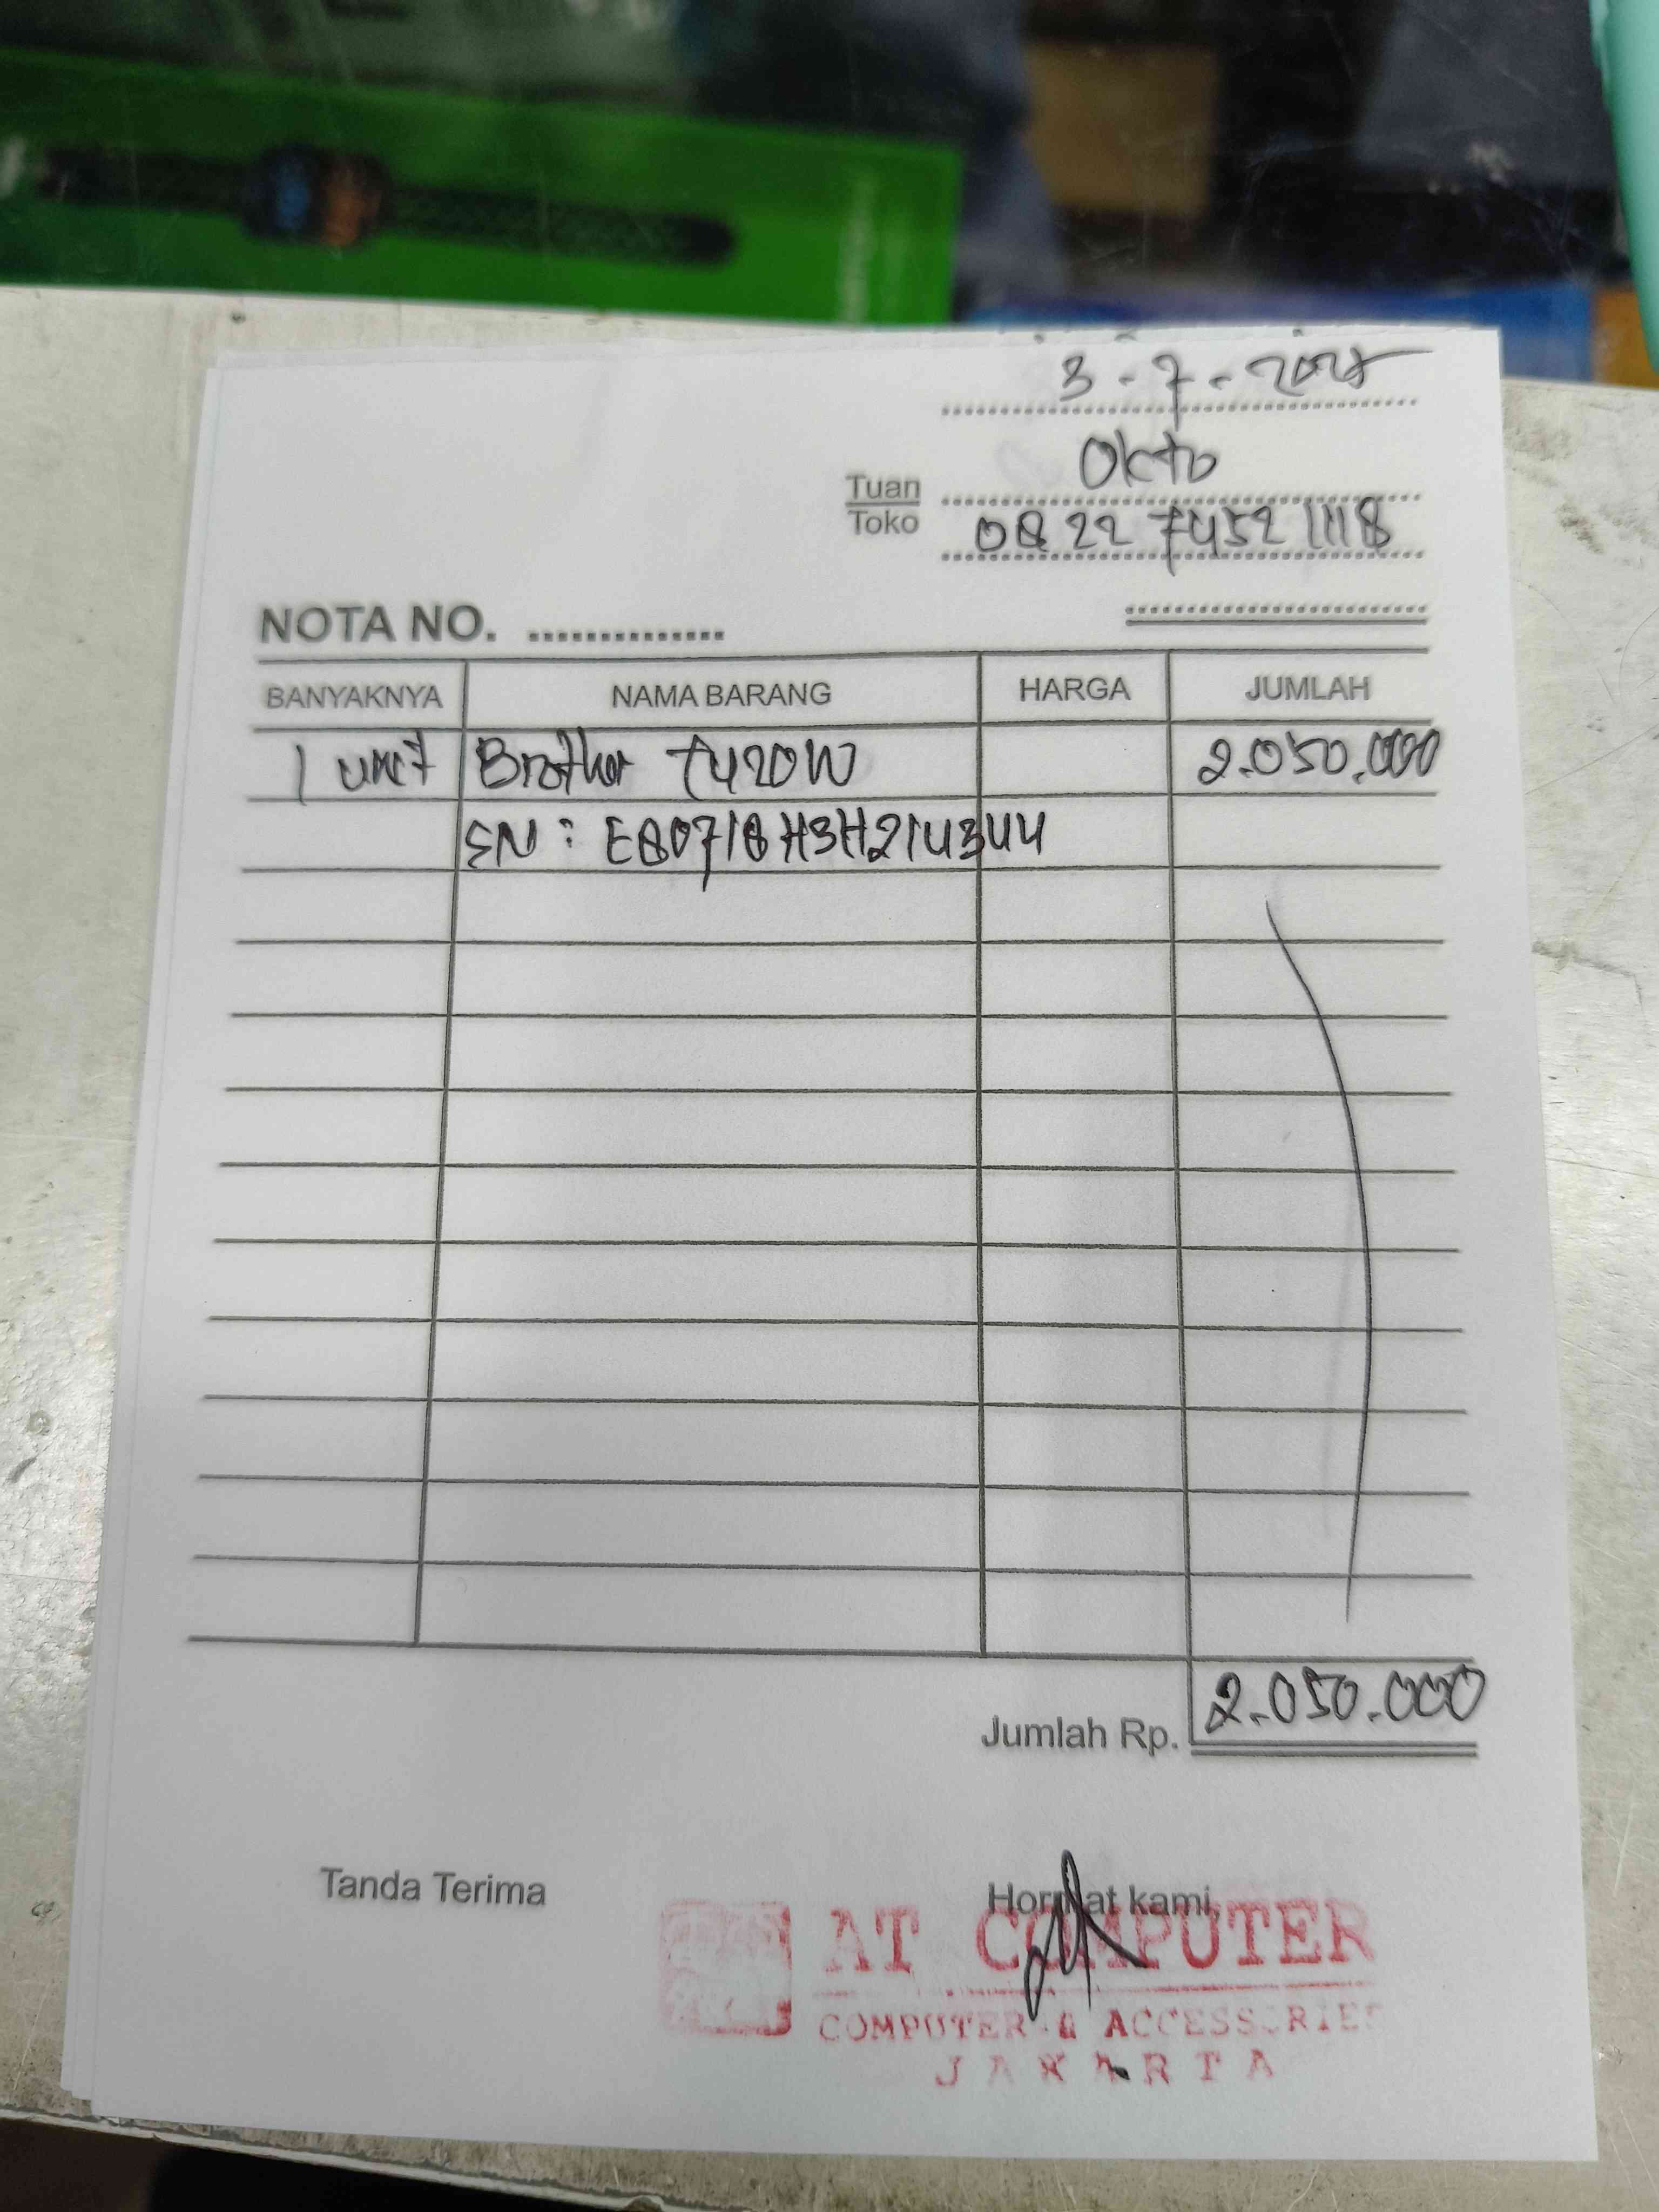 3 - 7 - 2025
Okto
Tuan
Toko
0822 7452 1118
NOTA NO. ..............
BANYAKNYA NAMA BARANG HARGA JUMLAH
1 unit Brother T420W 2.050.000
SN : E80718H3H214344
Jumlah Rp. 2.050.000
Tanda Terima Hormat kami,
AT COMPUTER
COMPUTER & ACCESSORIES
JAKARTA